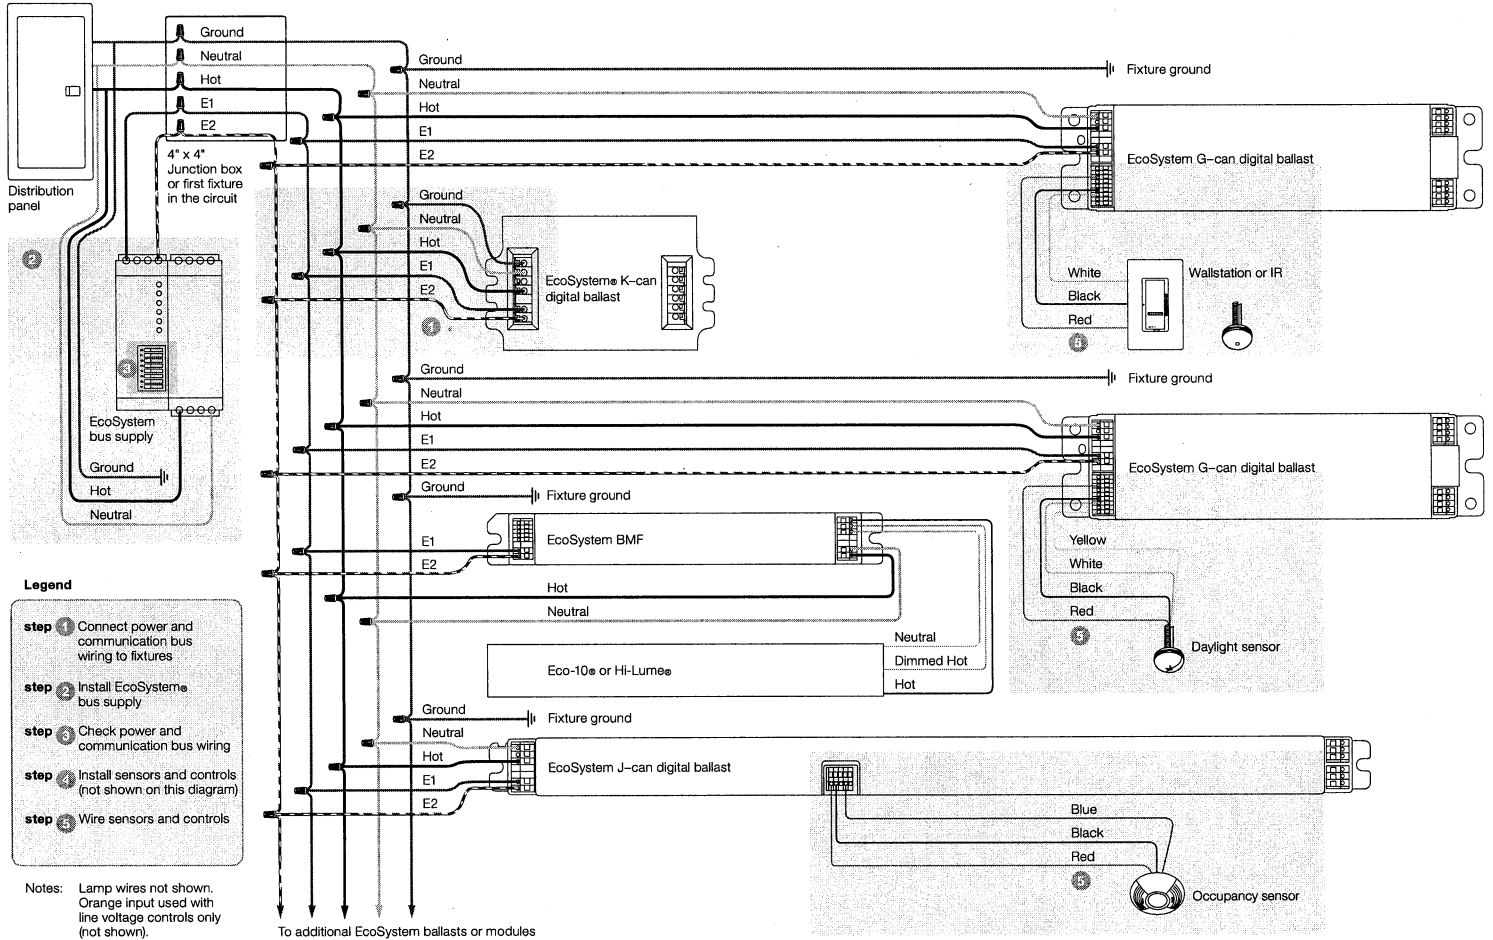 Ground
Neutral
Hot
E1
E2
4" x 4"
Junction box
or first fixture
in the circuit
Distribution
panel
2
3
EcoSystem
bus supply
Ground
Hot
Neutral
Ground
Fixture ground
Neutral
Hot
E1
E2
EcoSystem G-can digital ballast
Ground
Neutral
Hot
E1
E2
1
EcoSystem® K-can
digital ballast
White
Black
Red
5
Wallstation or IR
Ground
Fixture ground
Neutral
Hot
E1
E2
EcoSystem G-can digital ballast
Yellow
White
Black
Red
5
Daylight sensor
Ground
Fixture ground
E1
E2
EcoSystem BMF
Hot
Neutral
Neutral
Dimmed Hot
Hot
Eco-10® or Hi-Lume®
Ground
Fixture ground
Neutral
Hot
E1
E2
EcoSystem J-can digital ballast
Blue
Black
Red
5
Occupancy sensor
Legend
step 1 Connect power and
communication bus
wiring to fixtures
step 2 Install EcoSystem®
bus supply
step 3 Check power and
communication bus wiring
step 4 Install sensors and controls
(not shown on this diagram)
step 5 Wire sensors and controls
Notes: Lamp wires not shown.
Orange input used with
line voltage controls only
(not shown).
To additional EcoSystem ballasts or modules